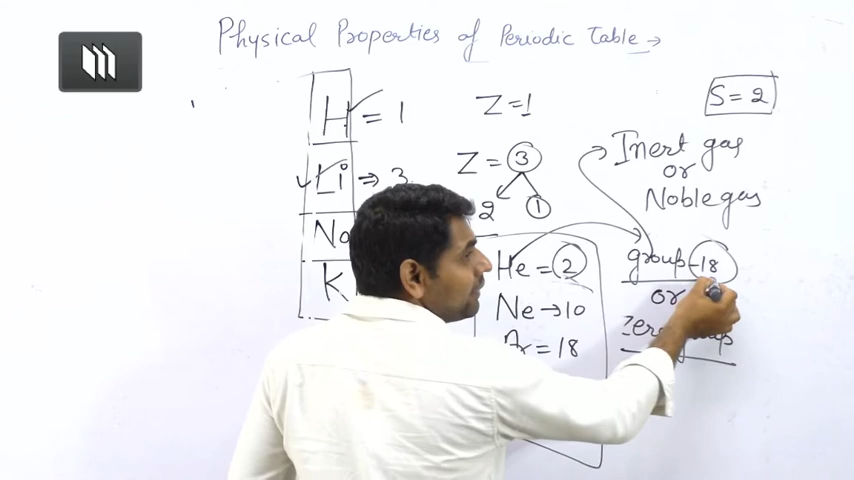 Physical Properties of Periodic Table →
H = 1
Z = 1
S = 2
Li ⇒ 3
Z = 3
2 1
Inert gas
or
Noble gas
Na
K
He = 2
Ne → 10
Ar = 18
group-18
or